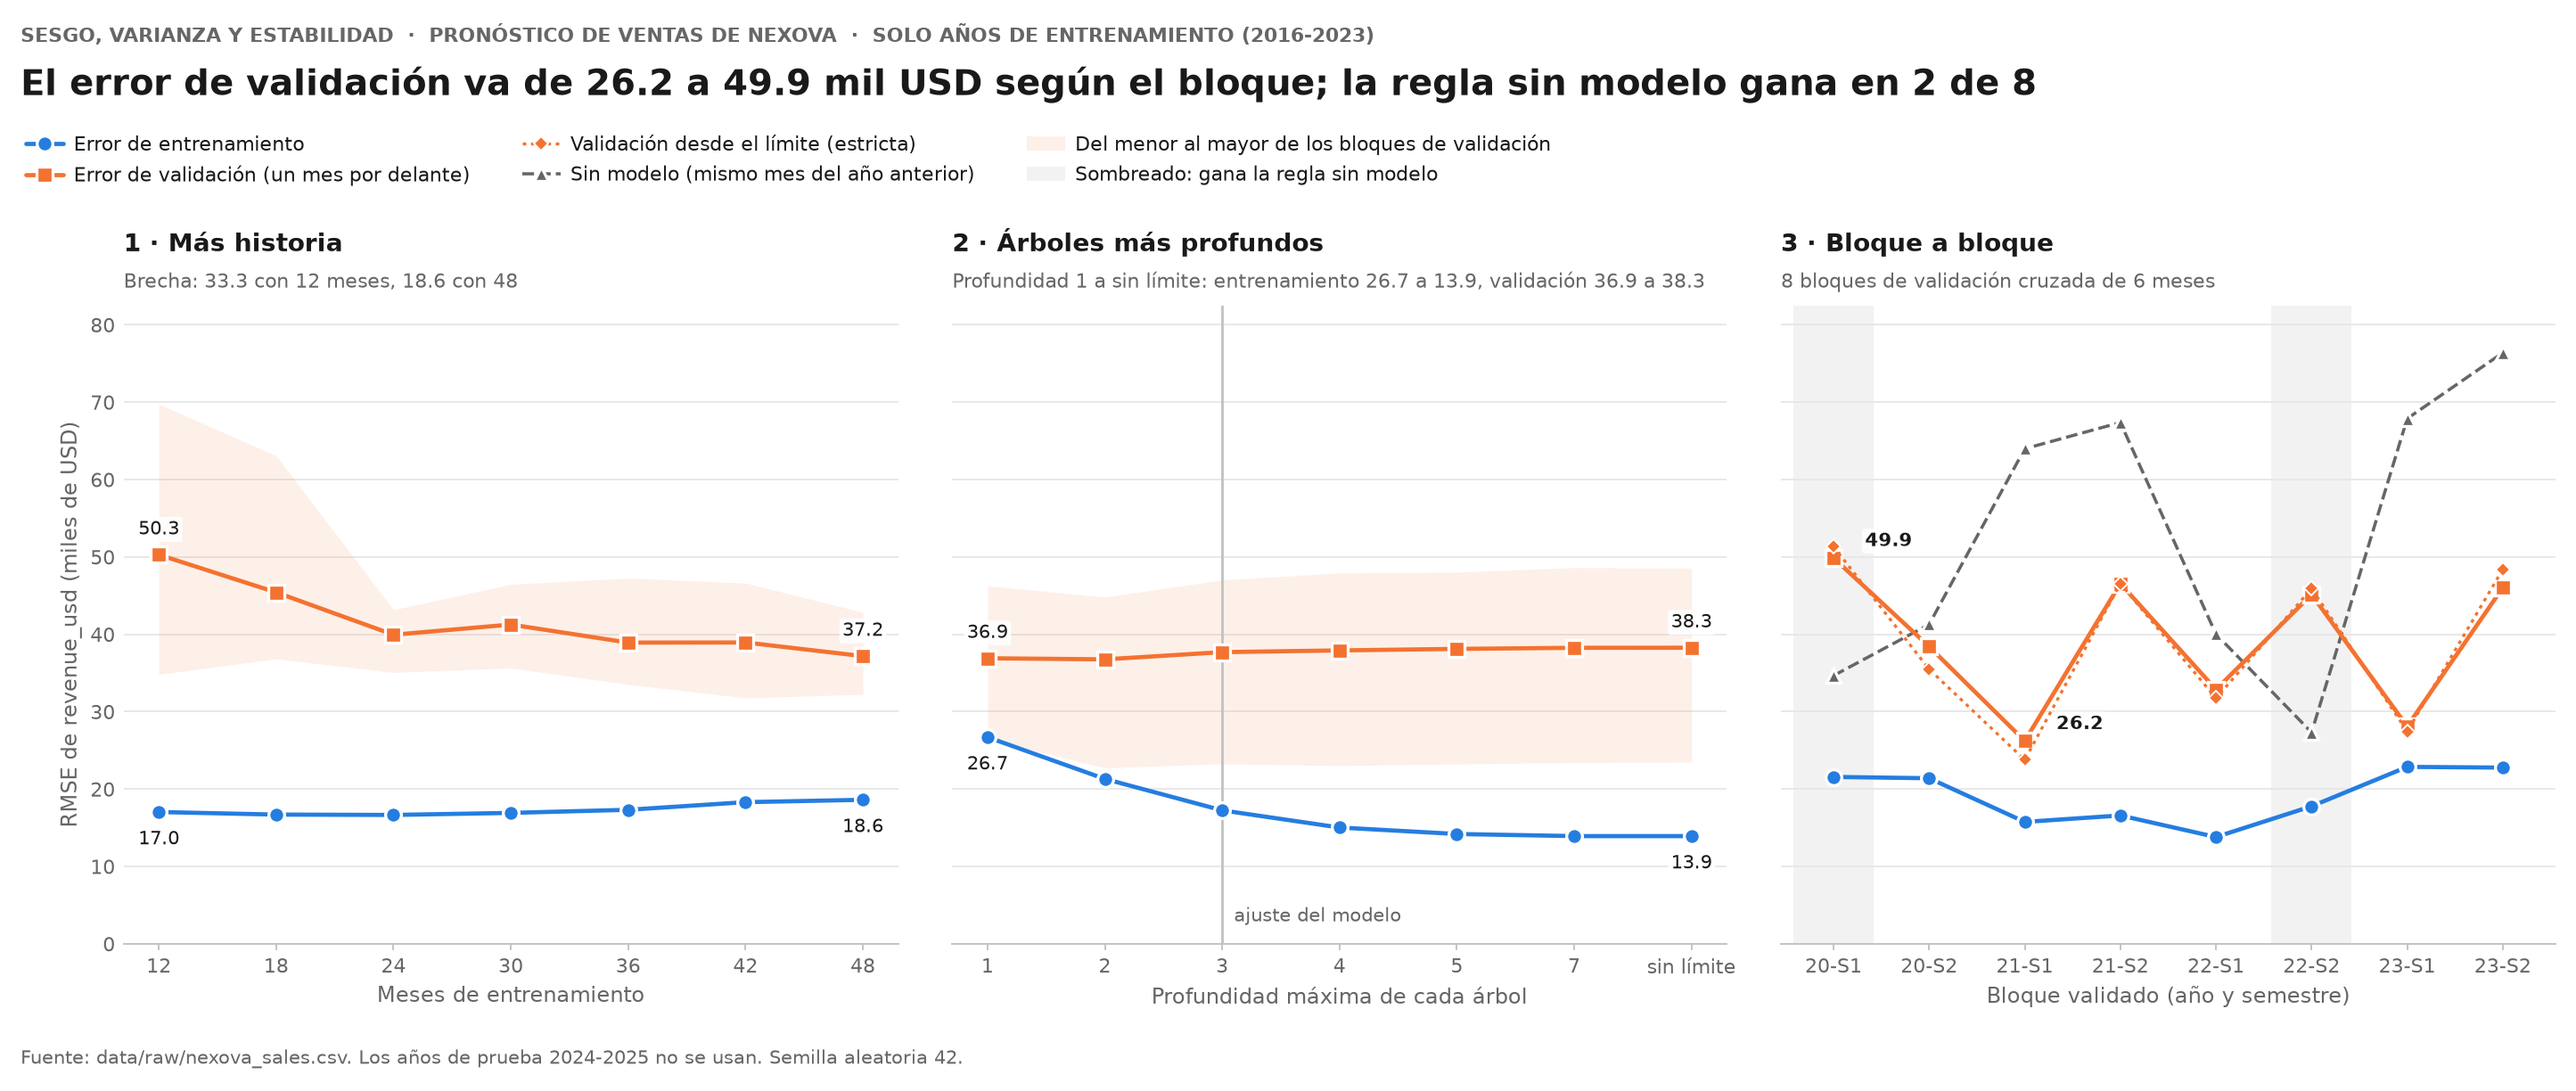 SESGO, VARIANZA Y ESTABILIDAD · PRONÓSTICO DE VENTAS DE NEXOVA · SOLO AÑOS DE ENTRENAMIENTO (2016-2023)
El error de validación va de 26.2 a 49.9 mil USD según el bloque; la regla sin modelo gana en 2 de 8
Error de entrenamiento
Error de validación (un mes por delante)
Validación desde el límite (estricta)
Sin modelo (mismo mes del año anterior)
Del menor al mayor de los bloques de validación
Sombreado: gana la regla sin modelo
1 · Más historia
Brecha: 33.3 con 12 meses, 18.6 con 48
RMSE de revenue_usd (miles de USD)
80
70
60
50
40
30
20
10
0
50.3
37.2
17.0
18.6
12 18 24 30 36 42 48
Meses de entrenamiento
2 · Árboles más profundos
Profundidad 1 a sin límite: entrenamiento 26.7 a 13.9, validación 36.9 a 38.3
36.9
38.3
26.7
13.9
ajuste del modelo
1 2 3 4 5 7 sin límite
Profundidad máxima de cada árbol
3 · Bloque a bloque
8 bloques de validación cruzada de 6 meses
49.9
26.2
20-S1 20-S2 21-S1 21-S2 22-S1 22-S2 23-S1 23-S2
Bloque validado (año y semestre)
Fuente: data/raw/nexova_sales.csv. Los años de prueba 2024-2025 no se usan. Semilla aleatoria 42.